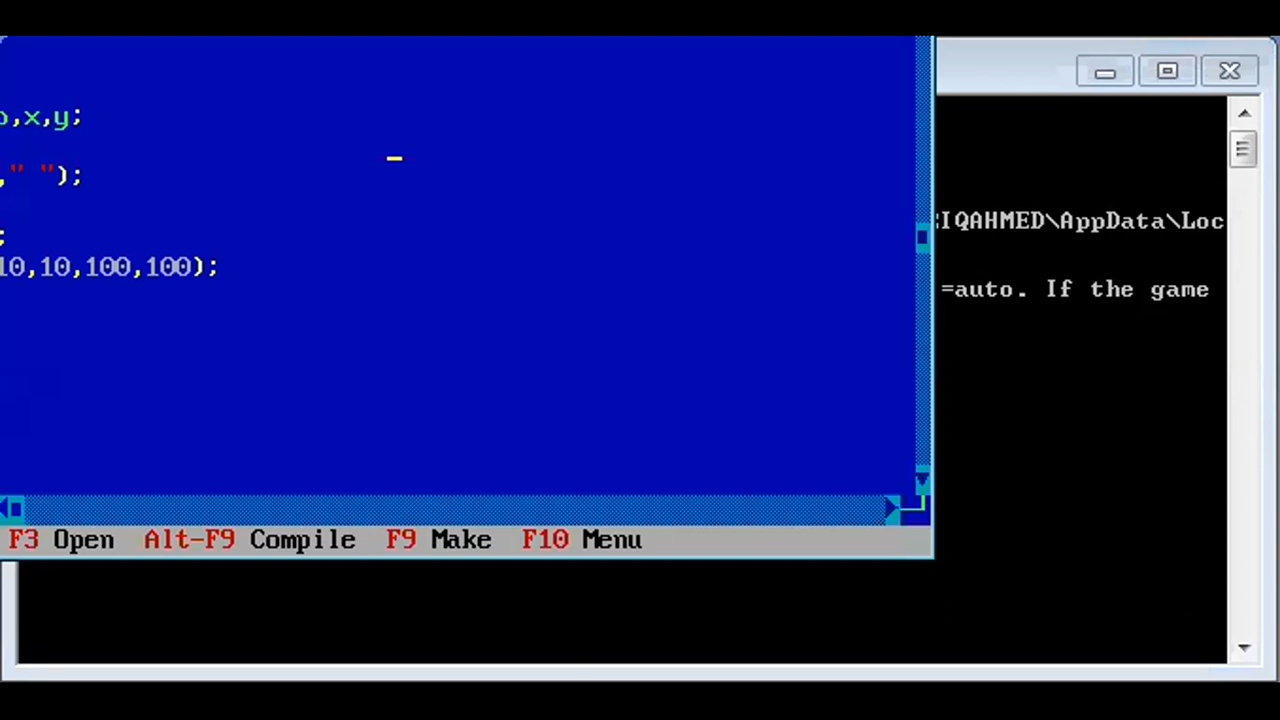 ,x,y;
," ");
;
10,10,100,100);
F3 Open Alt-F9 Compile F9 Make F10 Menu
IQAHMED\AppData\Loc
=auto. If the game